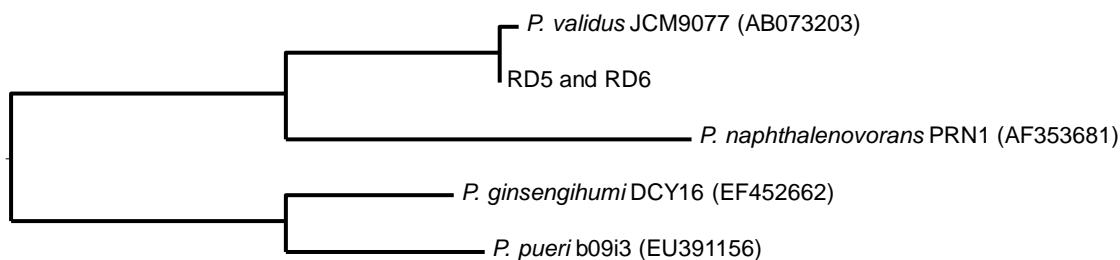 P. validus JCM9077 (AB073203)
RD5 and RD6
P. naphthalenovorans PRN1 (AF353681)
P. ginsengihumi DCY16 (EF452662)
P. pueri b09i3 (EU391156)